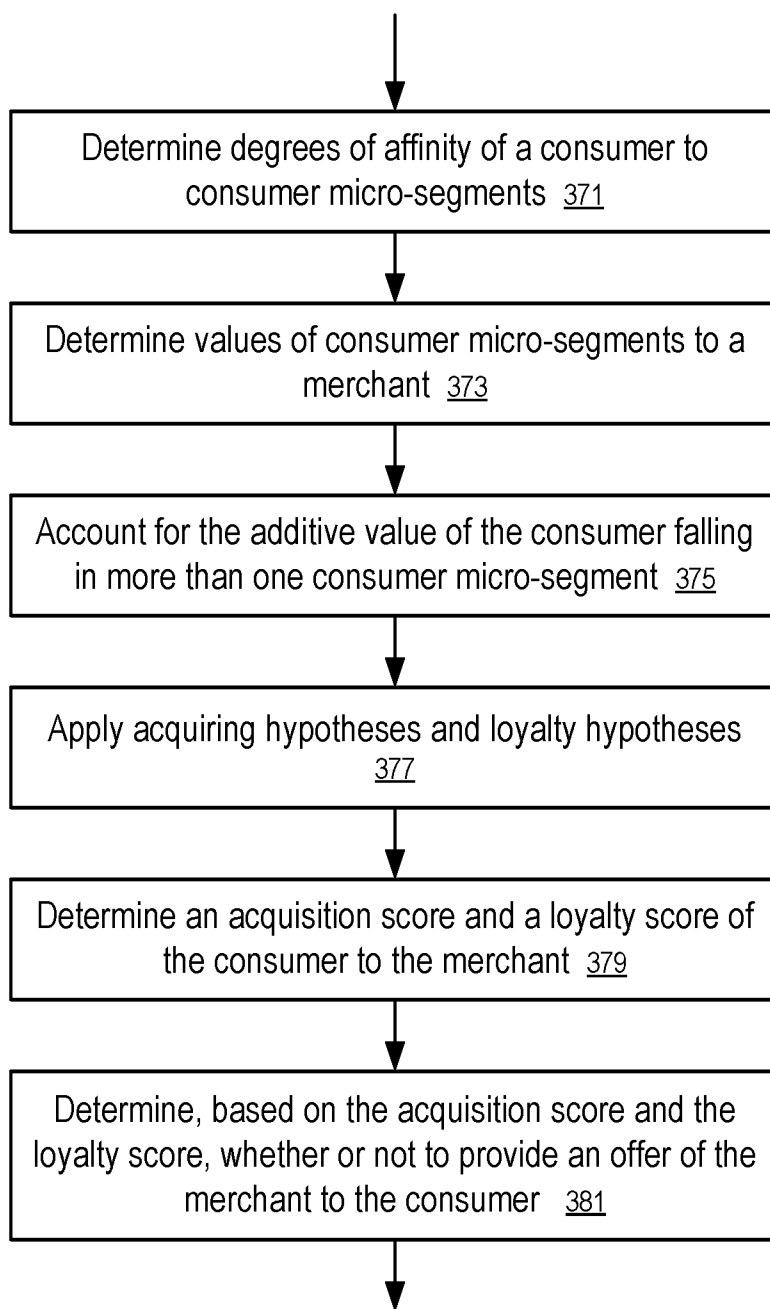 Determine degrees of affinity of a consumer to
consumer micro-segments 371
Determine values of consumer micro-segments to a
merchant 373
Account for the additive value of the consumer falling
in more than one consumer micro-segment 375
Apply acquiring hypotheses and loyalty hypotheses
377
Determine an acquisition score and a loyalty score of
the consumer to the merchant 379
Determine, based on the acquisition score and the
loyalty score, whether or not to provide an offer of the
merchant to the consumer 381